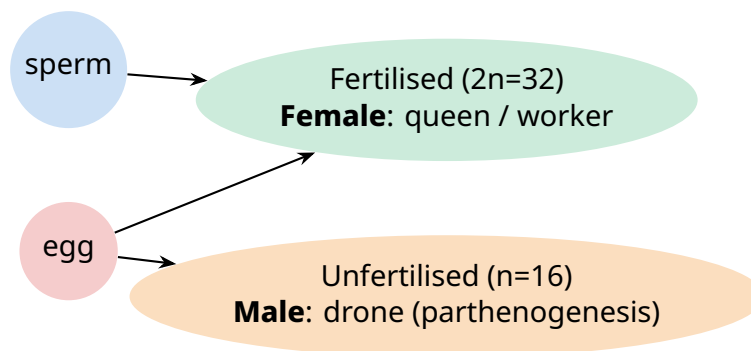 sperm
Fertilised (2n=32)
Female: queen / worker
egg
Unfertilised (n=16)
Male: drone (parthenogenesis)